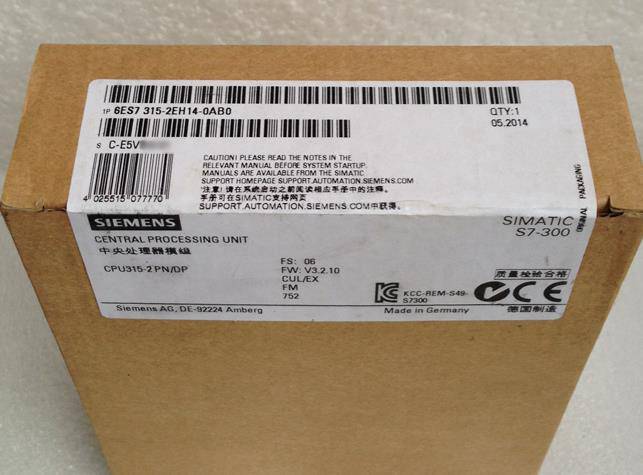 1P 6ES7 315-2EH14-0AB0
QTY:1
05.2014
S C-E5V
CAUTION! PLEASE READ THE NOTES IN THE
RELEVANT MANUAL BEFORE SYSTEM STARTUP.
MANUALS ARE AVAILABLE FROM THE SIMATIC
SUPPORT HOMEPAGE SUPPORT.AUTOMATION.SIEMENS.COM
"注意! 请在系统启动之前阅读相应手册中的注释。
手册可在SIMATIC支持网页
SUPPORT.AUTOMATION.SIEMENS.COM中获得。
4 025515 077770
ORIGINAL PACKAGING
SIEMENS
SIMATIC
S7-300
CENTRAL PROCESSING UNIT
中央处理器模组
CPU315-2 PN/DP
FS: 06
FW: V3.2.10
CUL/EX
FM
752
质量检验合格
KCC-REM-S49-
S7300
CE
Siemens AG, DE-92224 Amberg
Made in Germany
德国制造